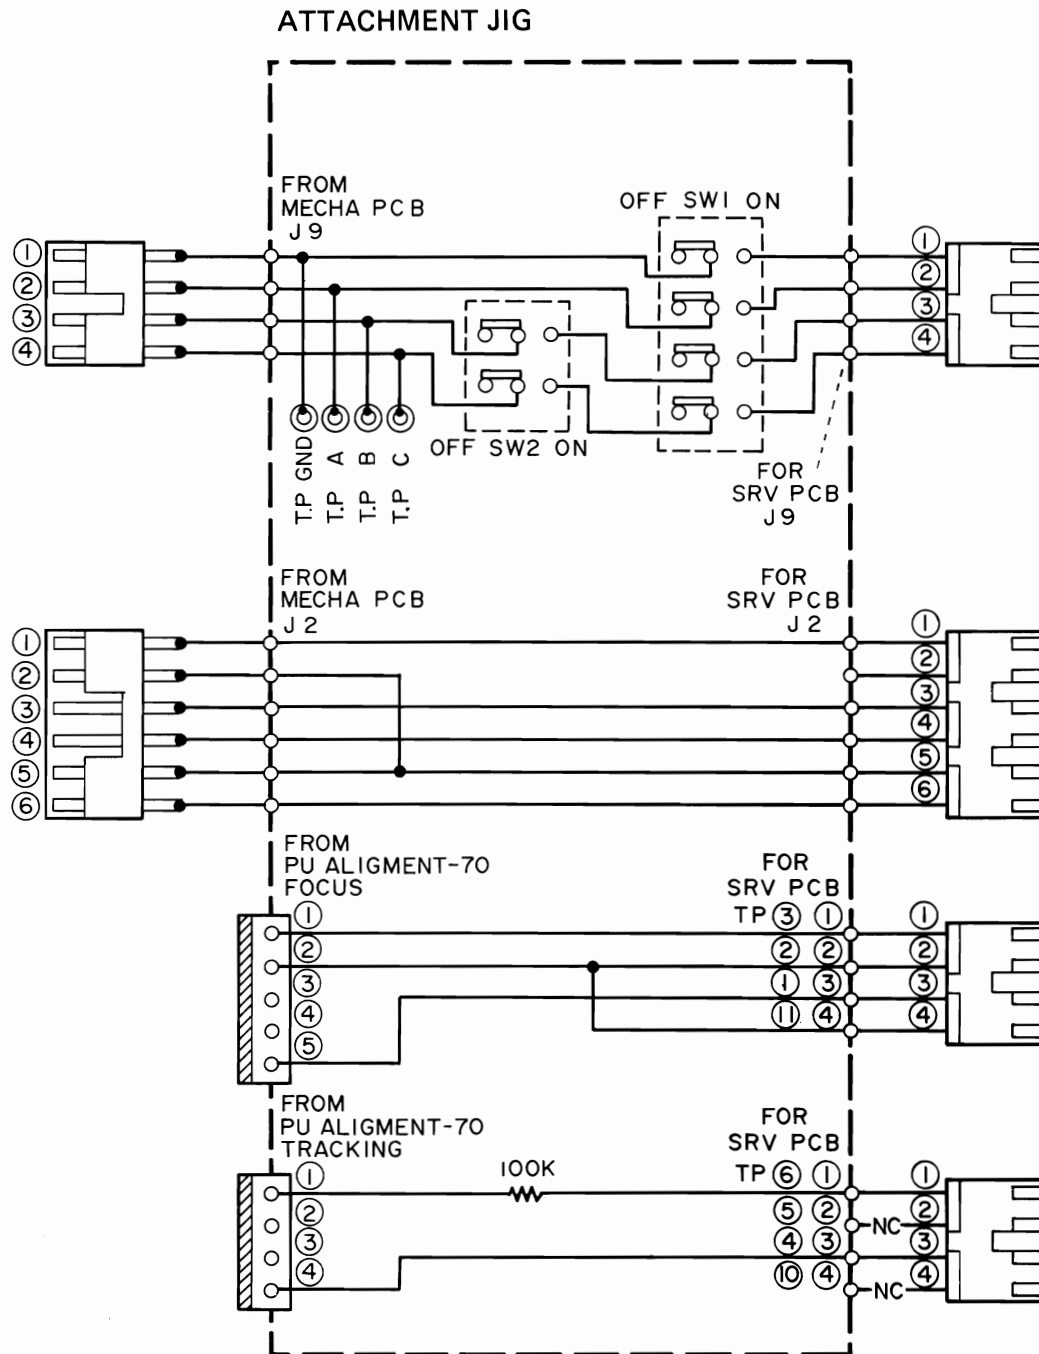 ATTACHMENT JIG
FROM
MECHA PCB
J9
OFF SW1 ON
①
②
③
④
①
②
③
④
OFF SW2 ON
T.P GND
T.P A
T.P B
T.P C
FOR
SRV PCB
J9
FROM
MECHA PCB
J2
FOR
SRV PCB
J2
①
②
③
④
⑤
⑥
①
②
③
④
⑤
⑥
FROM
PU ALIGMENT-70
FOCUS
①
②
③
④
⑤
FOR
SRV PCB
TP ③ ① ①
② ② ②
① ③ ③
⑪ ④ ④
FROM
PU ALIGMENT-70
TRACKING
①
②
③
④
100K
FOR
SRV PCB
TP ⑥ ① ①
⑤ ② ②
NC
④ ③ ③
⑩ ④ ④
NC